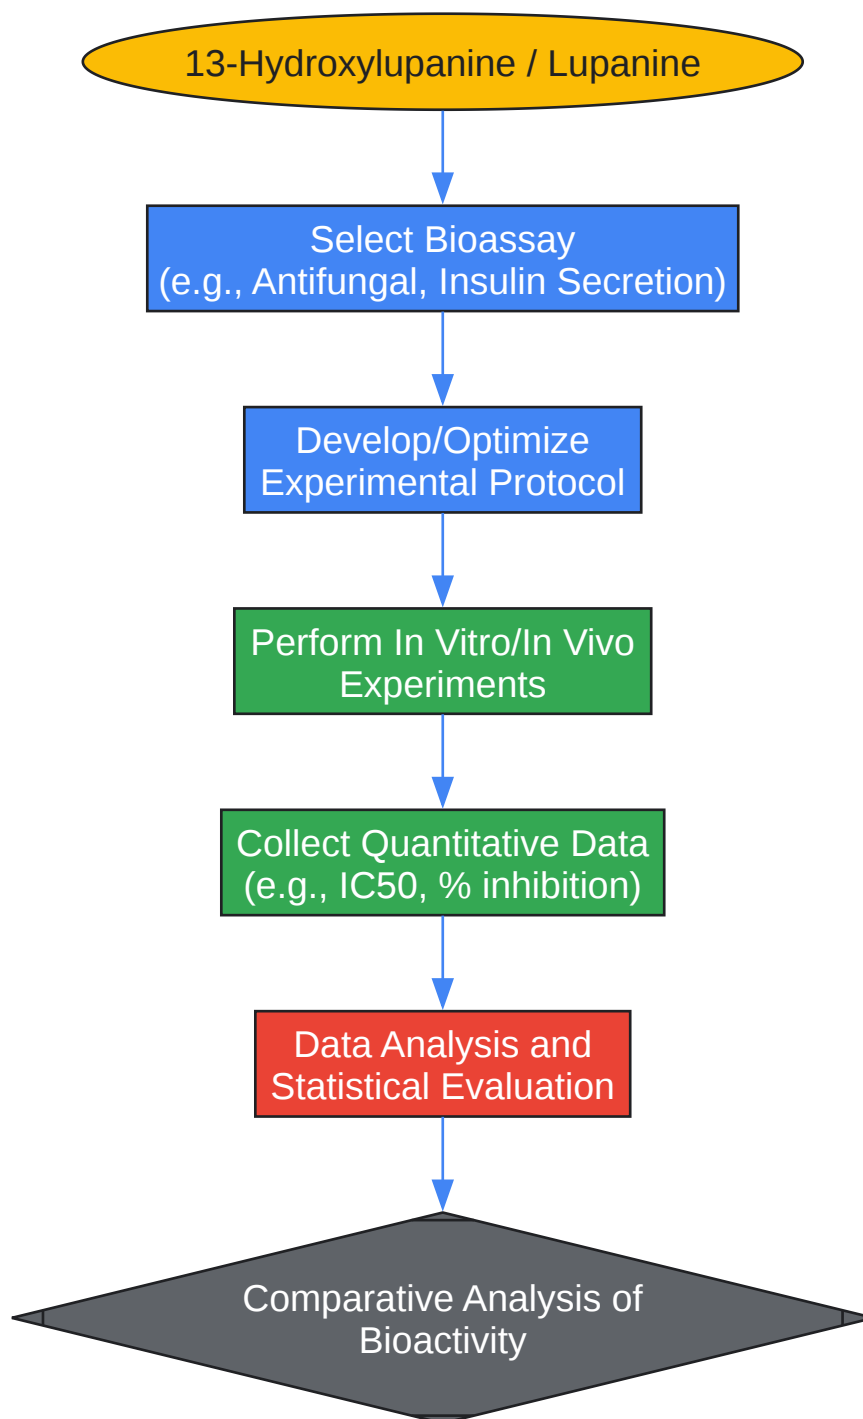 13-Hydroxylupanine / Lupanine
Select Bioassay
(e.g., Antifungal, Insulin Secretion)
Develop/Optimize
Experimental Protocol
Perform In Vitro/In Vivo
Experiments
Collect Quantitative Data
(e.g., IC50, % inhibition)
Data Analysis and
Statistical Evaluation
Comparative Analysis of
Bioactivity